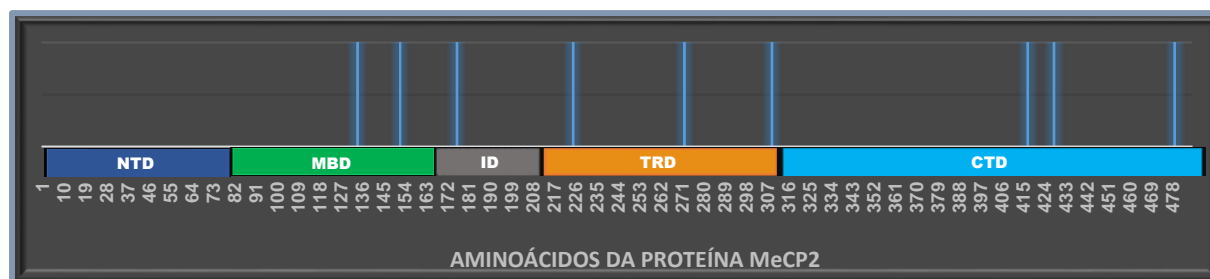 NTD MBD ID TRD CTD
1 10 19 28 37 46 55 64 73 82 91 100 109 118 127 136 145 154 163 172 181 190 199 208 217 226 235 244 253 262 271 280 289 298 307 316 325 334 343 352 361 370 379 388 397 406 415 424 433 442 451 460 469 478
AMINOÁCIDOS DA PROTEÍNA MeCP2